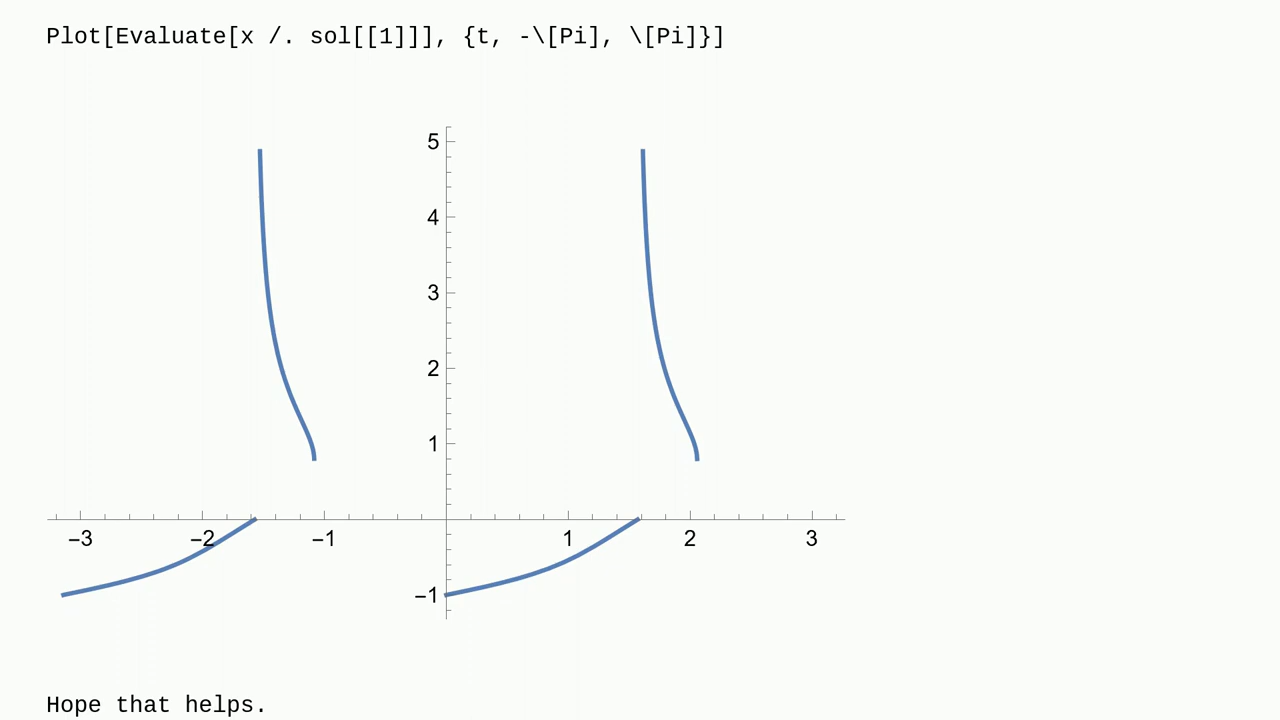 Plot[Evaluate[x /. sol[[1]]], {t, -\[Pi], \[Pi]}]
5
4
3
2
1
−3 −2 −1 1 2 3
−1
Hope that helps.